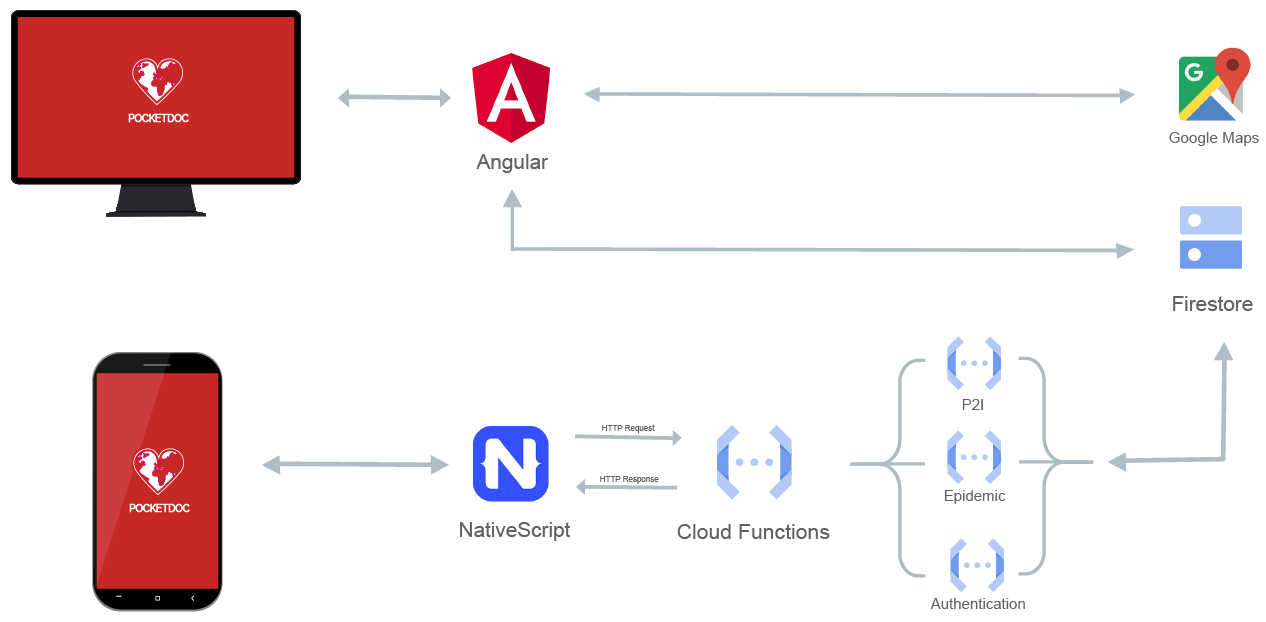 POCKETDOC
Angular
G
Google Maps
Firestore
POCKETDOC
N
NativeScript
HTTP Request
HTTP Response
Cloud Functions
P2I
Epidemic
Authentication